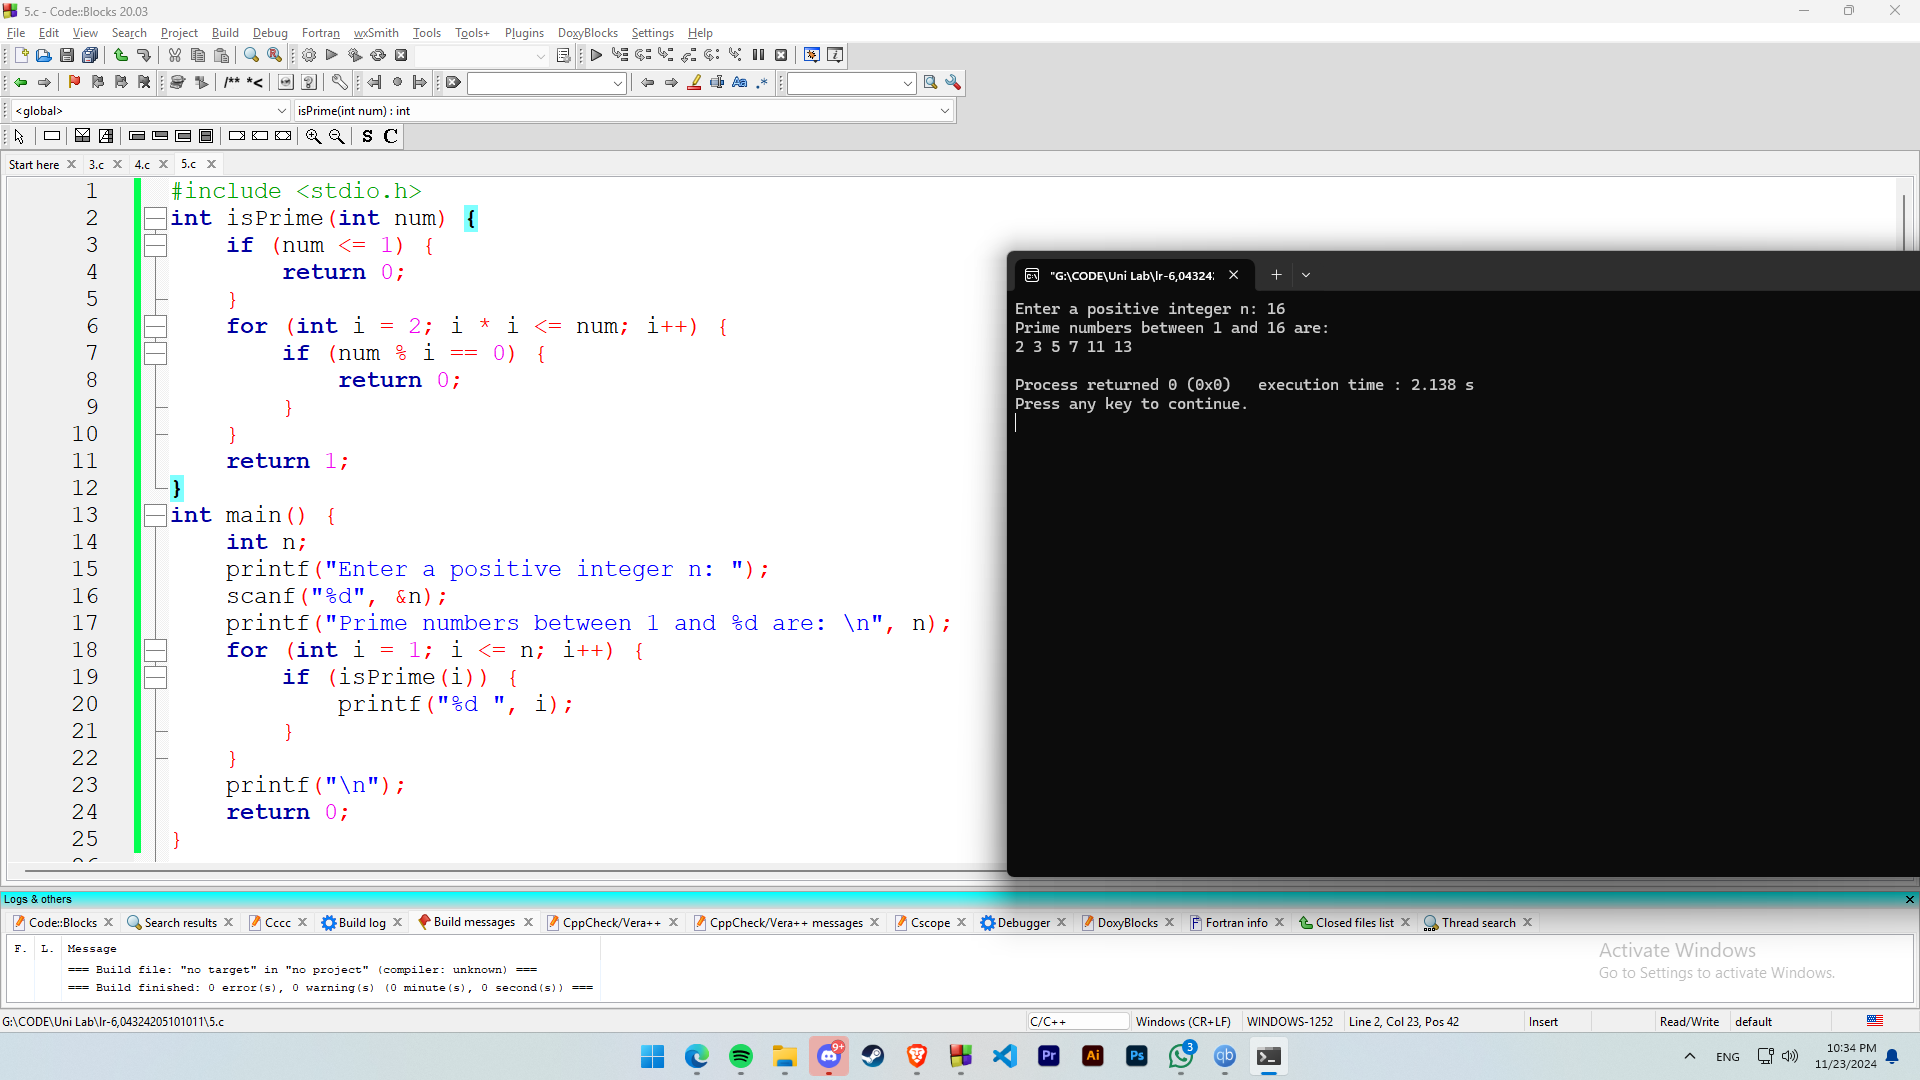 5.c - Code::Blocks 20.03
File Edit View Search Project Build Debug Fortran wxSmith Tools Tools+ Plugins DoxyBlocks Settings Help
/** *<
Aa .*
<global> isPrime(int num) : int
S C
Start here 3.c 4.c 5.c
1 #include <stdio.h>
2 int isPrime(int num) {
3 if (num <= 1) {
4 return 0;
5 }
6 for (int i = 2; i * i <= num; i++) {
7 if (num % i == 0) {
8 return 0;
9 }
10 }
11 return 1;
12 }
13 int main() {
14 int n;
15 printf("Enter a positive integer n: ");
16 scanf("%d", &n);
17 printf("Prime numbers between 1 and %d are: \n", n);
18 for (int i = 1; i <= n; i++) {
19 if (isPrime(i)) {
20 printf("%d ", i);
21 }
22 }
23 printf("\n");
24 return 0;
25 }
"G:\CODE\Uni Lab\lr-6,04324
Enter a positive integer n: 16
Prime numbers between 1 and 16 are:
2 3 5 7 11 13
Process returned 0 (0x0) execution time : 2.138 s
Press any key to continue.
Logs & others
Code::Blocks Search results Cccc Build log Build messages CppCheck/Vera++ CppCheck/Vera++ messages Cscope Debugger DoxyBlocks Fortran info Closed files list Thread search
F. L. Message
=== Build file: "no target" in "no project" (compiler: unknown) ===
=== Build finished: 0 error(s), 0 warning(s) (0 minute(s), 0 second(s)) ===
Activate Windows
Go to Settings to activate Windows.
G:\CODE\Uni Lab\lr-6,04324205101011\5.c C/C++ Windows (CR+LF) WINDOWS-1252 Line 2, Col 23, Pos 42 Insert Read/Write default
9+ Pr Ai Ps 3 qb ENG 10:34 PM
11/23/2024